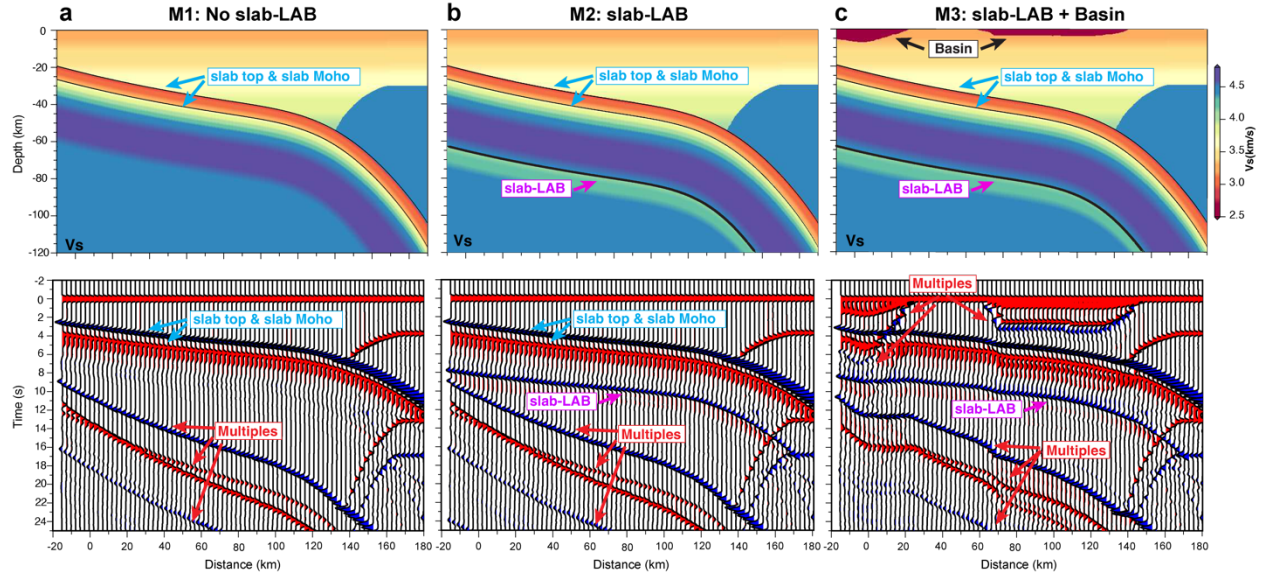 a M1: No slab-LAB
b M2: slab-LAB
c M3: slab-LAB + Basin
0
-20
-40
-60
-80
-100
-120
Depth (km)
slab top & slab Moho
Vs
slab top & slab Moho
slab-LAB
Vs
Basin
slab top & slab Moho
slab-LAB
Vs
4.5
4.0
3.5
3.0
2.5
Vs(km/s)
-2
0
2
4
6
8
10
12
14
16
18
20
22
24
Time (s)
slab top & slab Moho
Multiples
-20 0 20 40 60 80 100 120 140 160 180
Distance (km)
slab top & slab Moho
slab-LAB
Multiples
-20 0 20 40 60 80 100 120 140 160 180
Distance (km)
Multiples
slab-LAB
Multiples
-20 0 20 40 60 80 100 120 140 160 180
Distance (km)